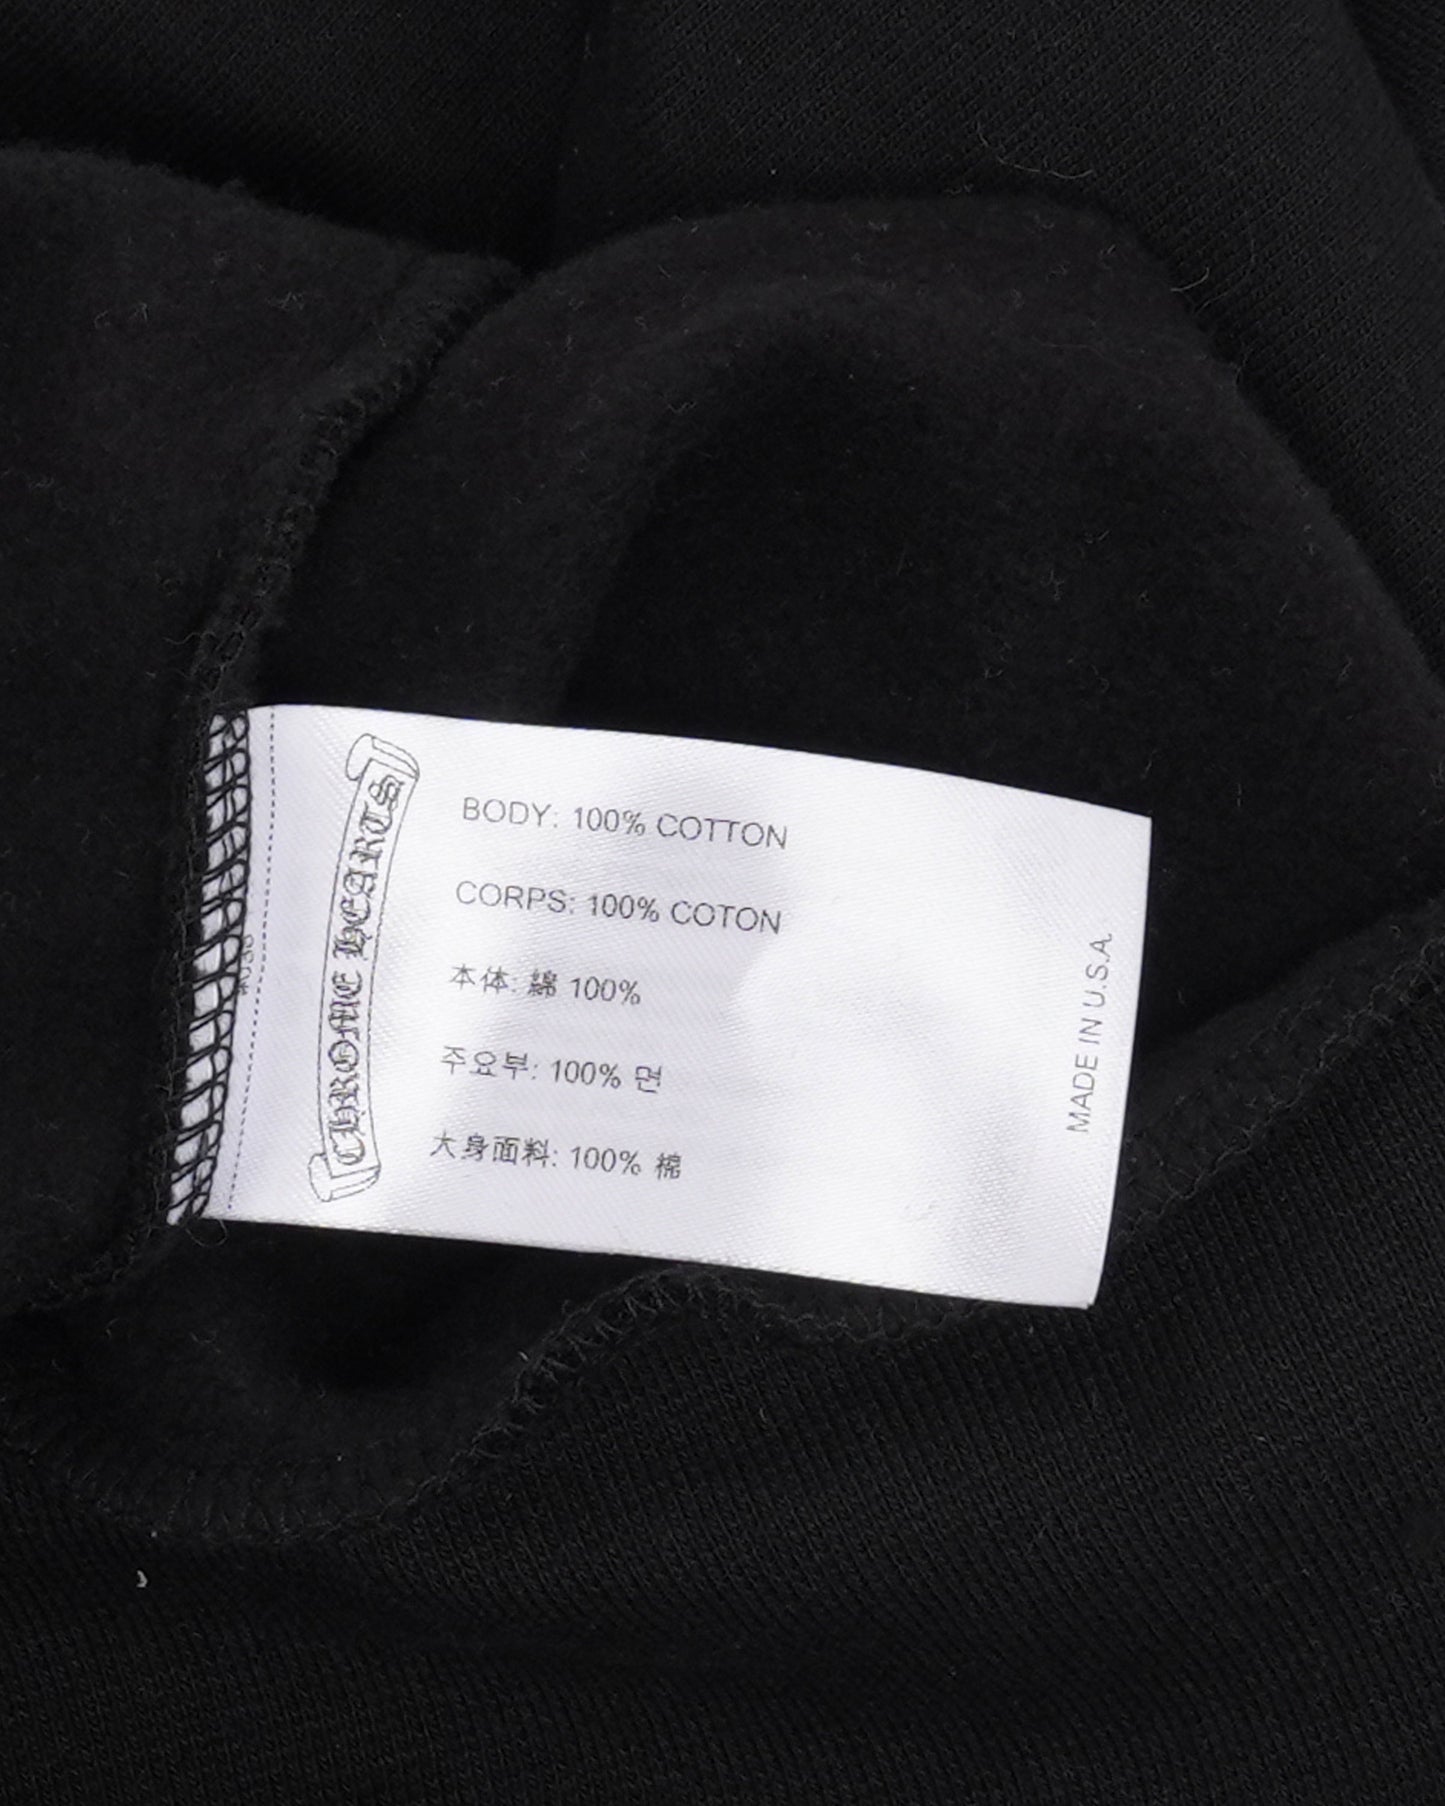 CHROME HEARTS
BODY: 100% COTTON
CORPS: 100% COTON
本体: 綿 100%
주요부: 100% 면
大身面料: 100% 棉
MADE IN U.S.A.